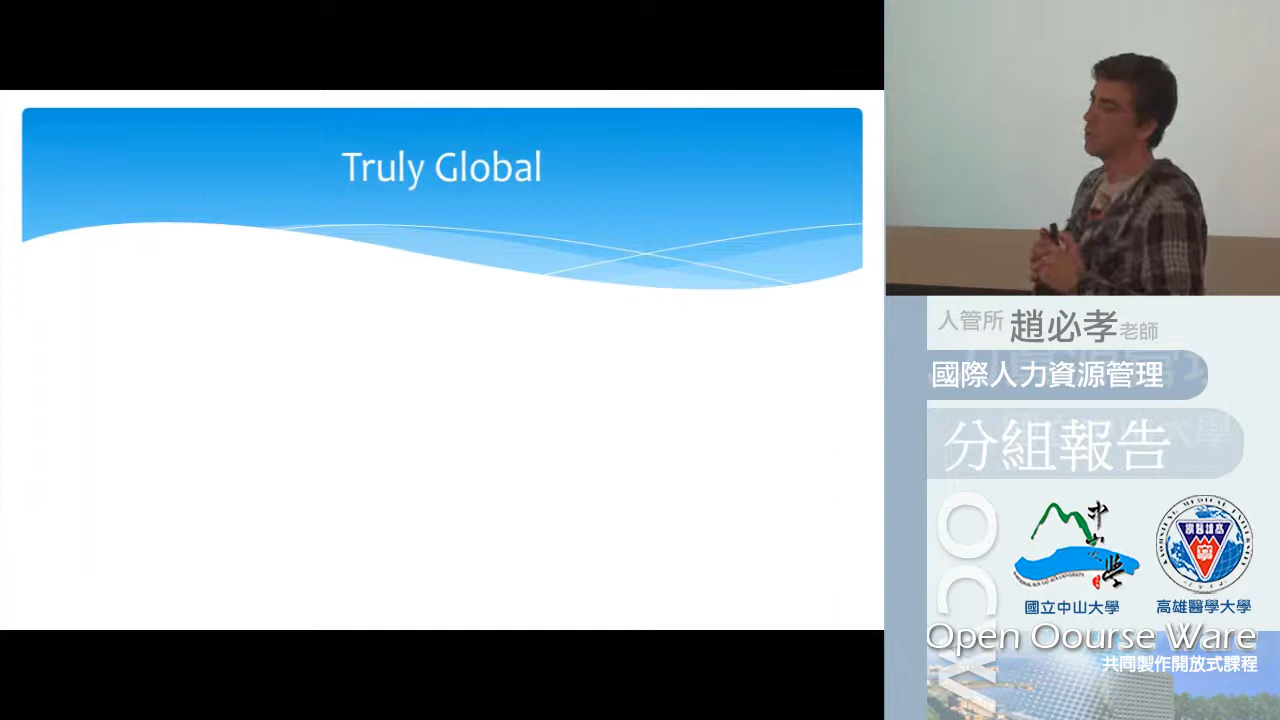 Truly Global
人管所 趙必孝老師
國際人力資源管理
分組報告
OCW
國立中山大學
高雄醫學大學
Open Oourse Ware
共同製作開放式課程